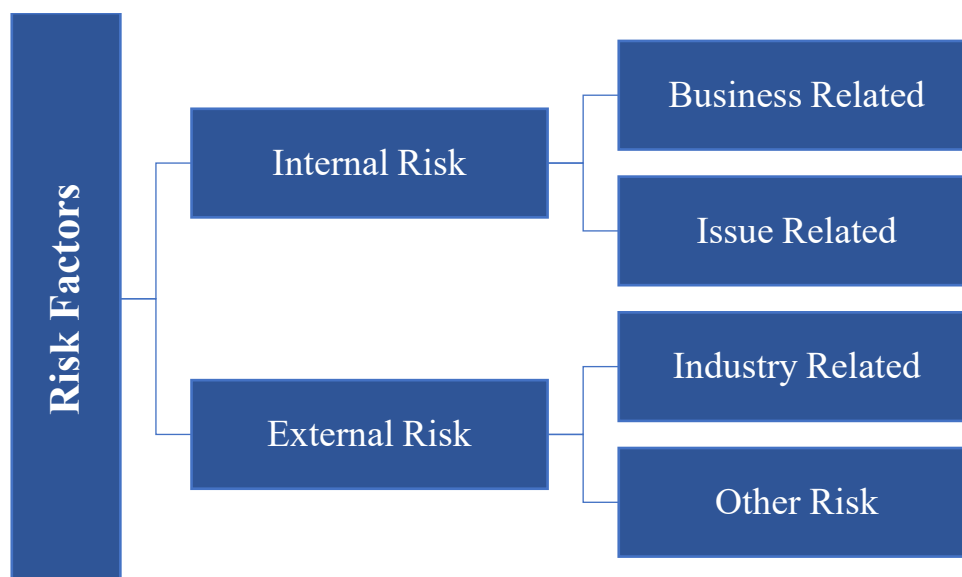 Risk Factors
Internal Risk
Business Related
Issue Related
External Risk
Industry Related
Other Risk